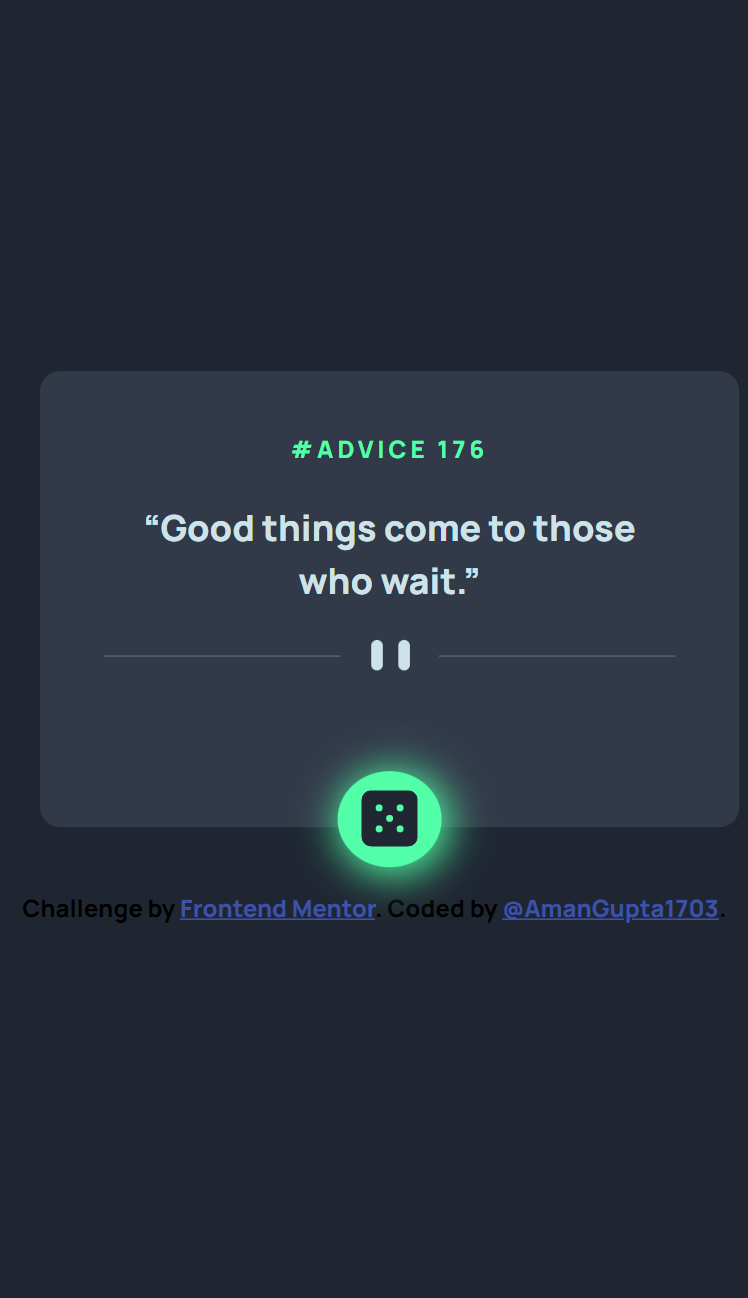 #ADVICE 176
“Good things come to those
who wait.”
Challenge by Frontend Mentor. Coded by @AmanGupta1703.